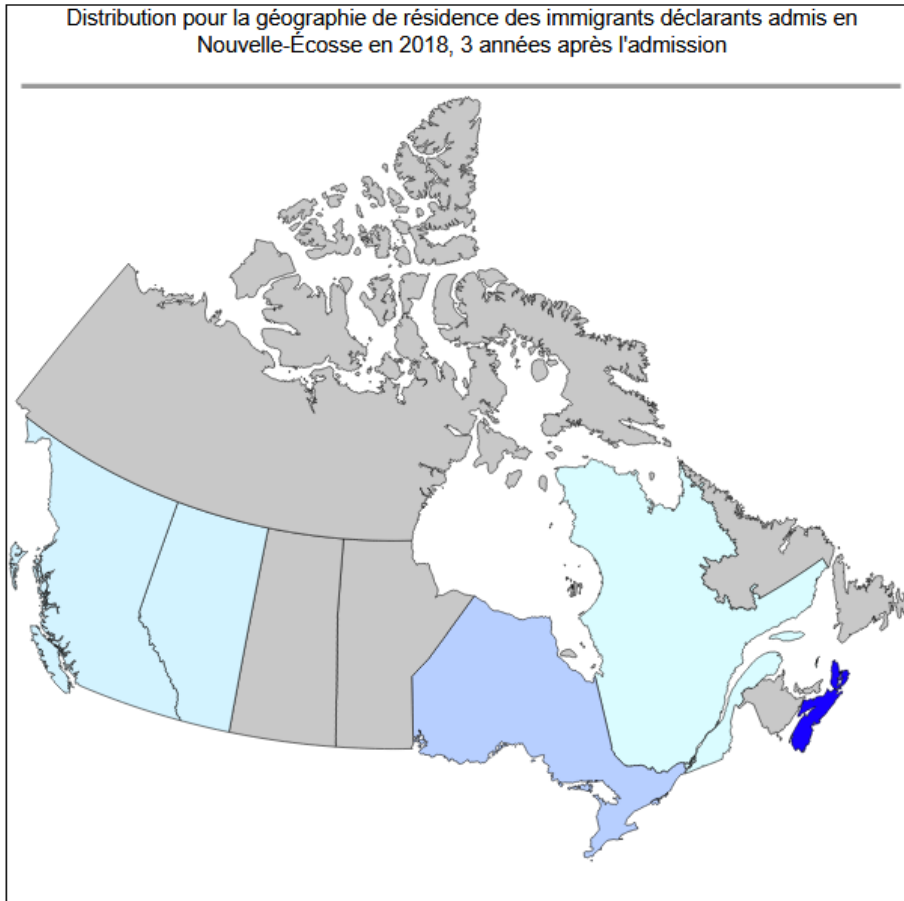 Distribution pour la géographie de résidence des immigrants déclarants admis en
Nouvelle-Écosse en 2018, 3 années après l'admission